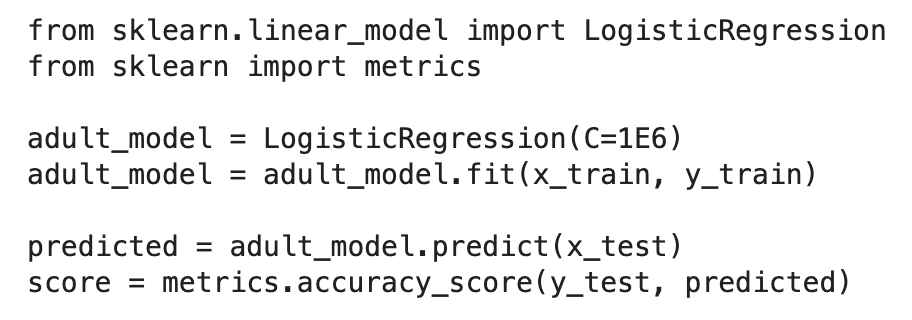 from sklearn.linear_model import LogisticRegression
from sklearn import metrics

adult_model = LogisticRegression(C=1E6)
adult_model = adult_model.fit(x_train, y_train)

predicted = adult_model.predict(x_test)
score = metrics.accuracy_score(y_test, predicted)